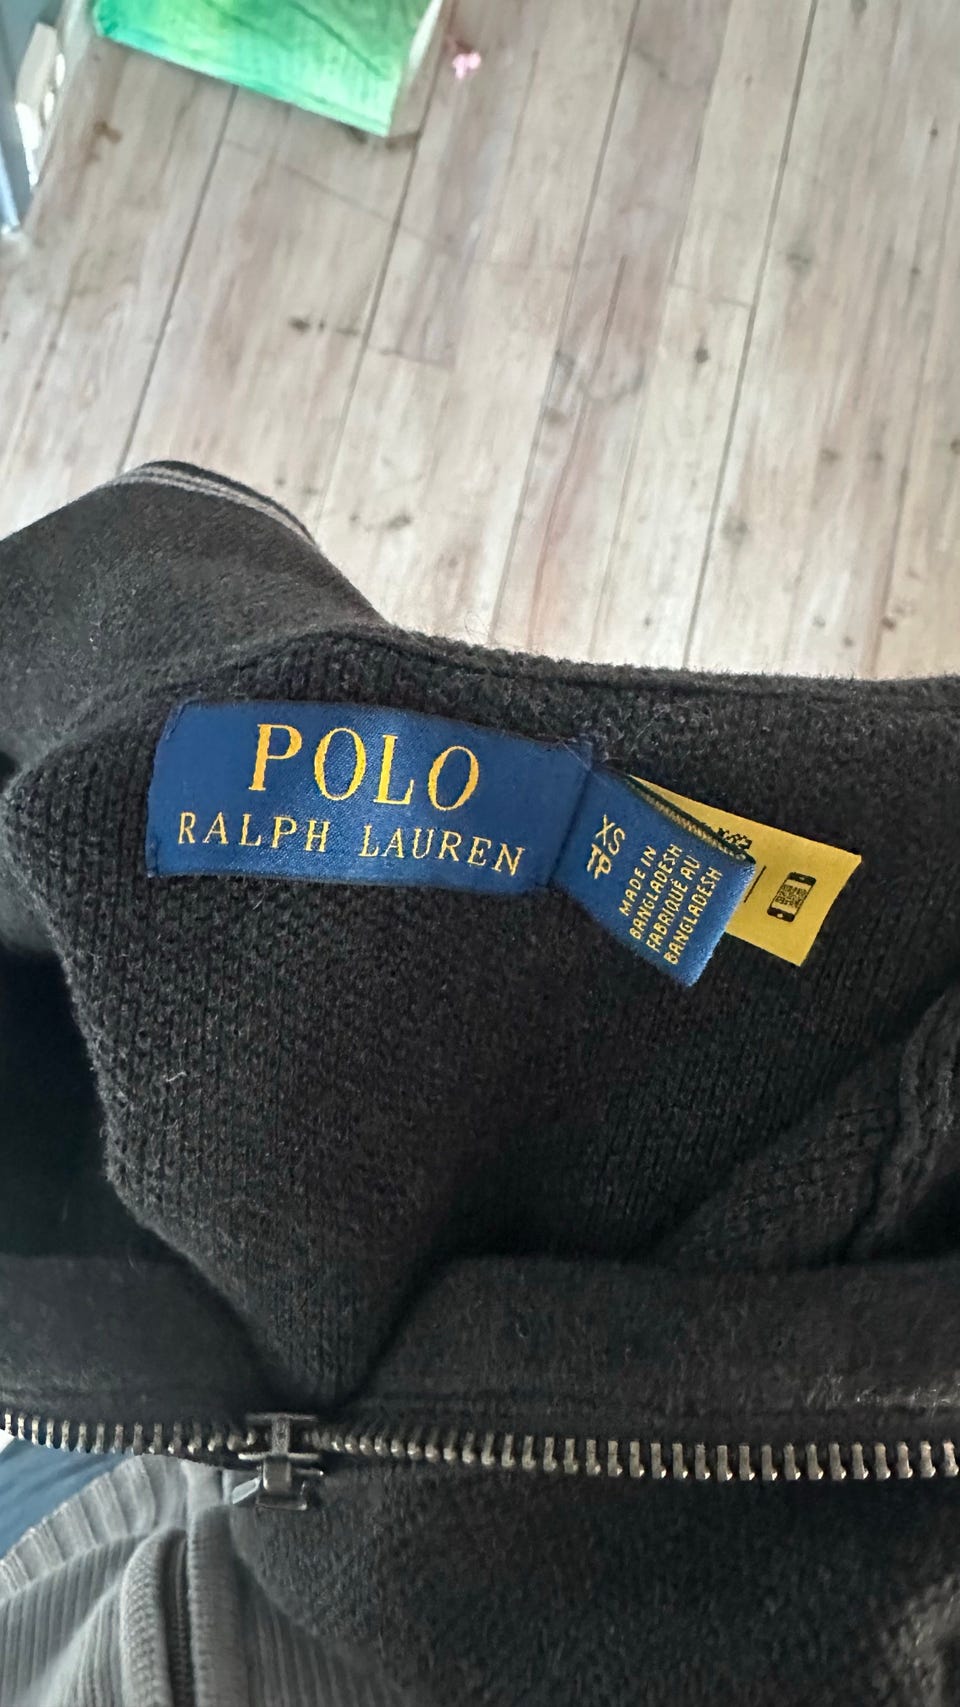 POLO
RALPH LAUREN
XS
TP
MADE IN
BANGLADESH
FABRIQUÉ AU
BANGLADESH